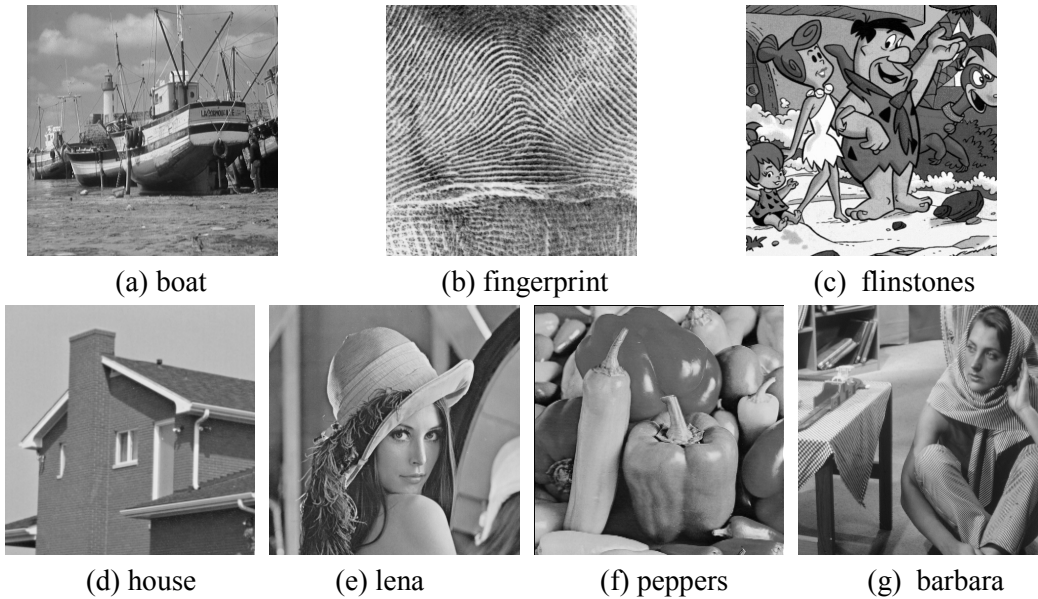 (a) boat
(b) fingerprint
(c) flinstones
(d) house
(e) lena
(f) peppers
(g) barbara